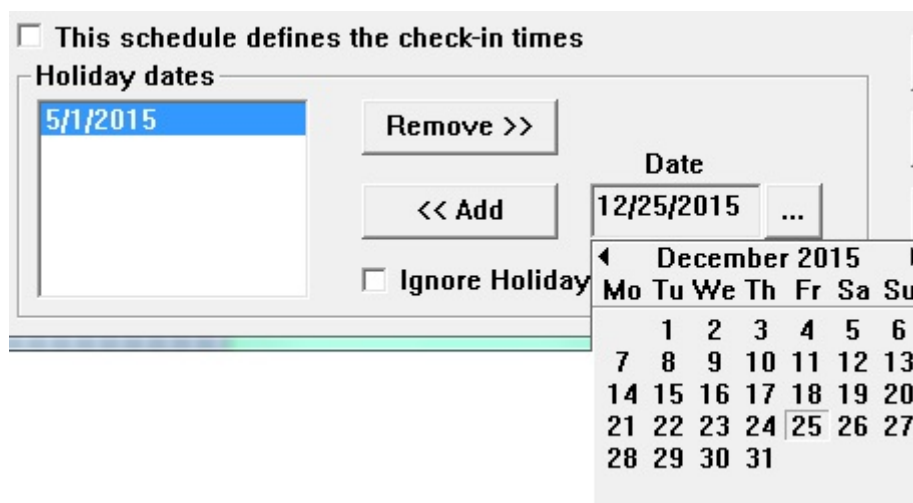 This schedule defines the check-in times
Holiday dates
5/1/2015
Remove >>
Date
<< Add
12/25/2015
...
Ignore Holiday
December 2015
Mo Tu We Th Fr Sa Su
1 2 3 4 5 6
7 8 9 10 11 12 13
14 15 16 17 18 19 20
21 22 23 24 25 26 27
28 29 30 31